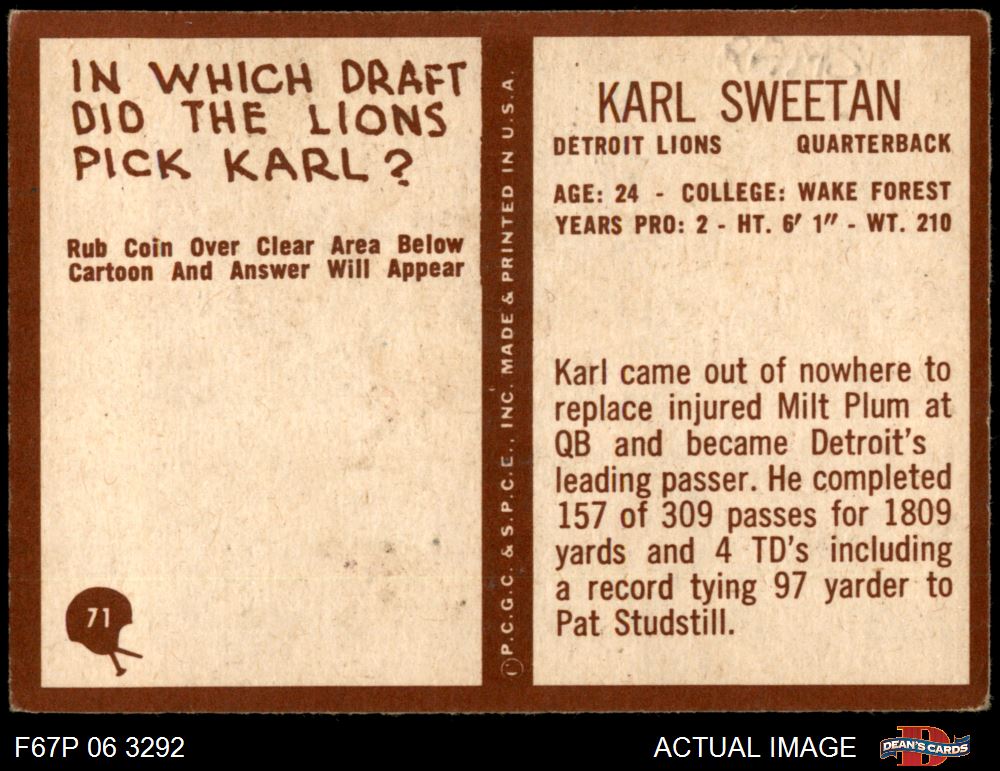 IN WHICH DRAFT
DID THE LIONS
PICK KARL?
Rub Coin Over Clear Area Below
Cartoon And Answer Will Appear
71
©P.C.G.C. & S.P.C.E., INC. MADE & PRINTED IN U.S.A.
KARL SWEETAN
DETROIT LIONS QUARTERBACK
AGE: 24 - COLLEGE: WAKE FOREST
YEARS PRO: 2 - HT. 6' 1" - WT. 210
Karl came out of nowhere to
replace injured Milt Plum at
QB and became Detroit's
leading passer. He completed
157 of 309 passes for 1809
yards and 4 TD's including
a record tying 97 yarder to
Pat Studstill.
F67P 06 3292
ACTUAL IMAGE
DEAN'S CARDS